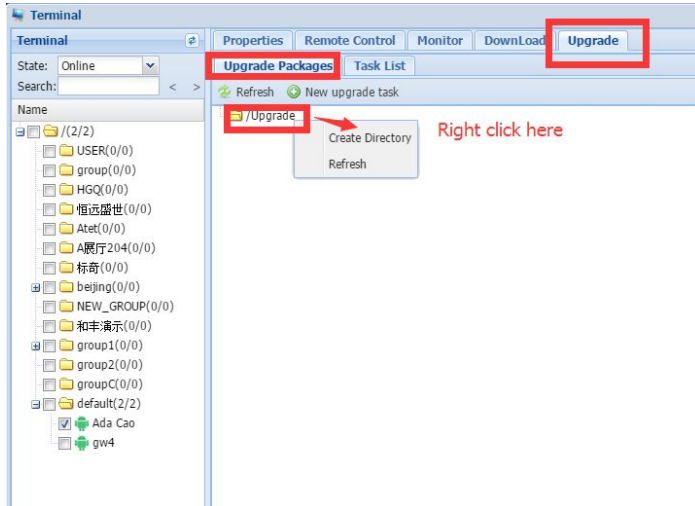 Terminal
Terminal
Properties Remote Control Monitor DownLoad Upgrade
State: Online
Upgrade Packages Task List
Search: < >
Refresh New upgrade task
Name
/Upgrade
Create Directory
Right click here
Refresh
/(2/2)
USER(0/0)
group(0/0)
HGQ(0/0)
恒远盛世(0/0)
Atet(0/0)
A展厅204(0/0)
标奇(0/0)
beijing(0/0)
NEW_GROUP(0/0)
和丰演示(0/0)
group1(0/0)
group2(0/0)
groupC(0/0)
default(2/2)
Ada Cao
gw4